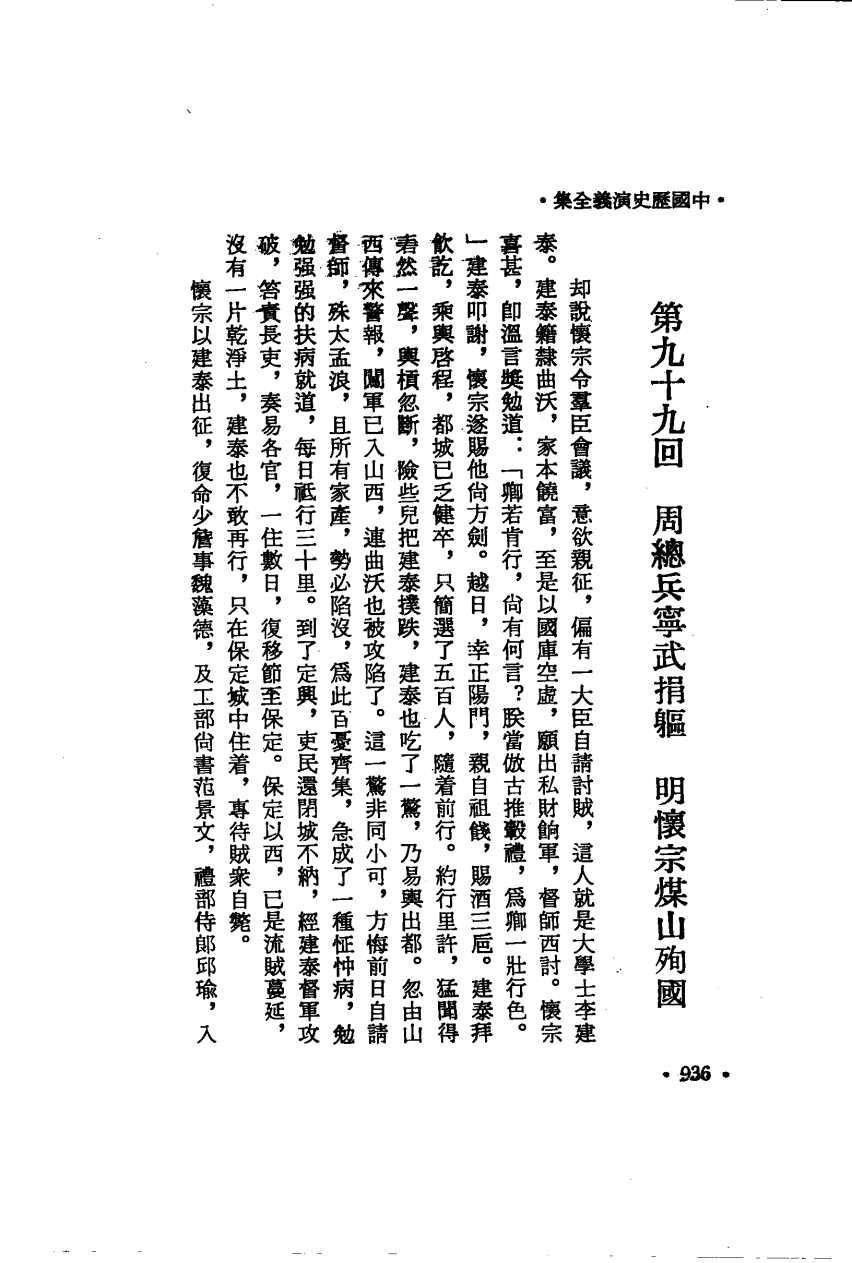 •中國歷史演義全集•
第九十九回　周總兵寧武捐軀　明懷宗煤山殉國
却說懷宗令羣臣會議，意欲親征，偏有一大臣自請討賊，這人就是大學士李建
泰。建泰籍隸曲沃，家本饒富，至是以國庫空虛，願出私財餉軍，督師西討。懷宗
喜甚，卽溫言獎勉道：「卿若肯行，尙有何言？朕當倣古推轂禮，爲卿一壯行色。
」建泰叩謝，懷宗遂賜他尙方劍。越日，幸正陽門，親自祖餞，賜酒三巵。建泰拜
飲訖，乘輿啓程，都城已乏健卒，只簡選了五百人，隨着前行。約行里許，猛聞得
砉然一聲，輿槓忽斷，險些兒把建泰撲跌，建泰也吃了一驚，乃易輿出都。忽由山
西傳來警報，闖軍已入山西，連曲沃也被攻陷了。這一驚非同小可，方悔前日自請
督師，殊太孟浪，且所有家產，勢必陷沒，爲此百憂齊集，急成了一種怔忡病，勉
勉强强的扶病就道，每日祗行三十里。到了定興，吏民還閉城不納，經建泰督軍攻
破，笞責長吏，奏易各官，一住數日，復移節至保定。保定以西，已是流賊蔓延，
沒有一片乾淨土，建泰也不敢再行，只在保定城中住着，專待賊衆自斃。
懷宗以建泰出征，復命少詹事魏藻德，及工部尙書范景文，禮部侍郎邱瑜，入
•936•